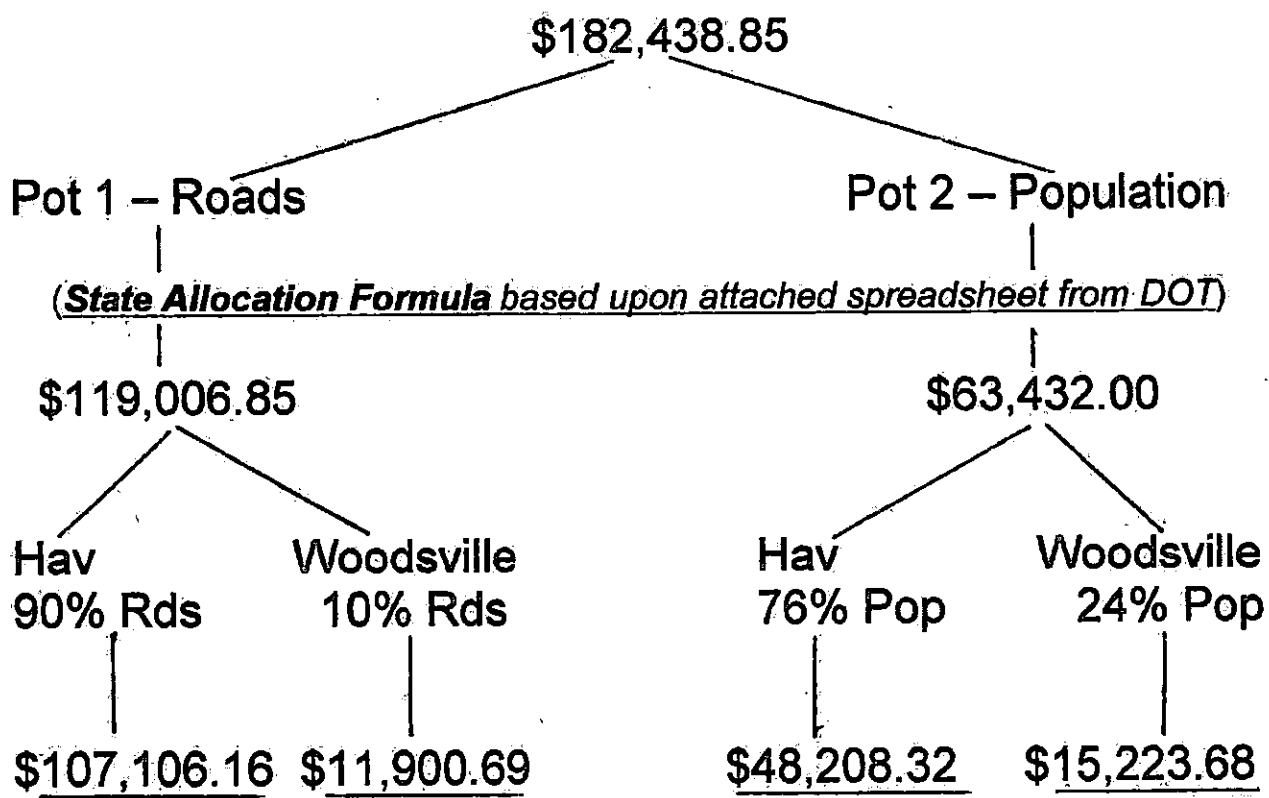 $182,438.85
Pot 1 – Roads
Pot 2 – Population
(State Allocation Formula based upon attached spreadsheet from DOT)
$119,006.85
$63,432.00
Hav
90% Rds
Woodsville
10% Rds
Hav
76% Pop
Woodsville
24% Pop
$107,106.16
$11,900.69
$48,208.32
$15,223.68